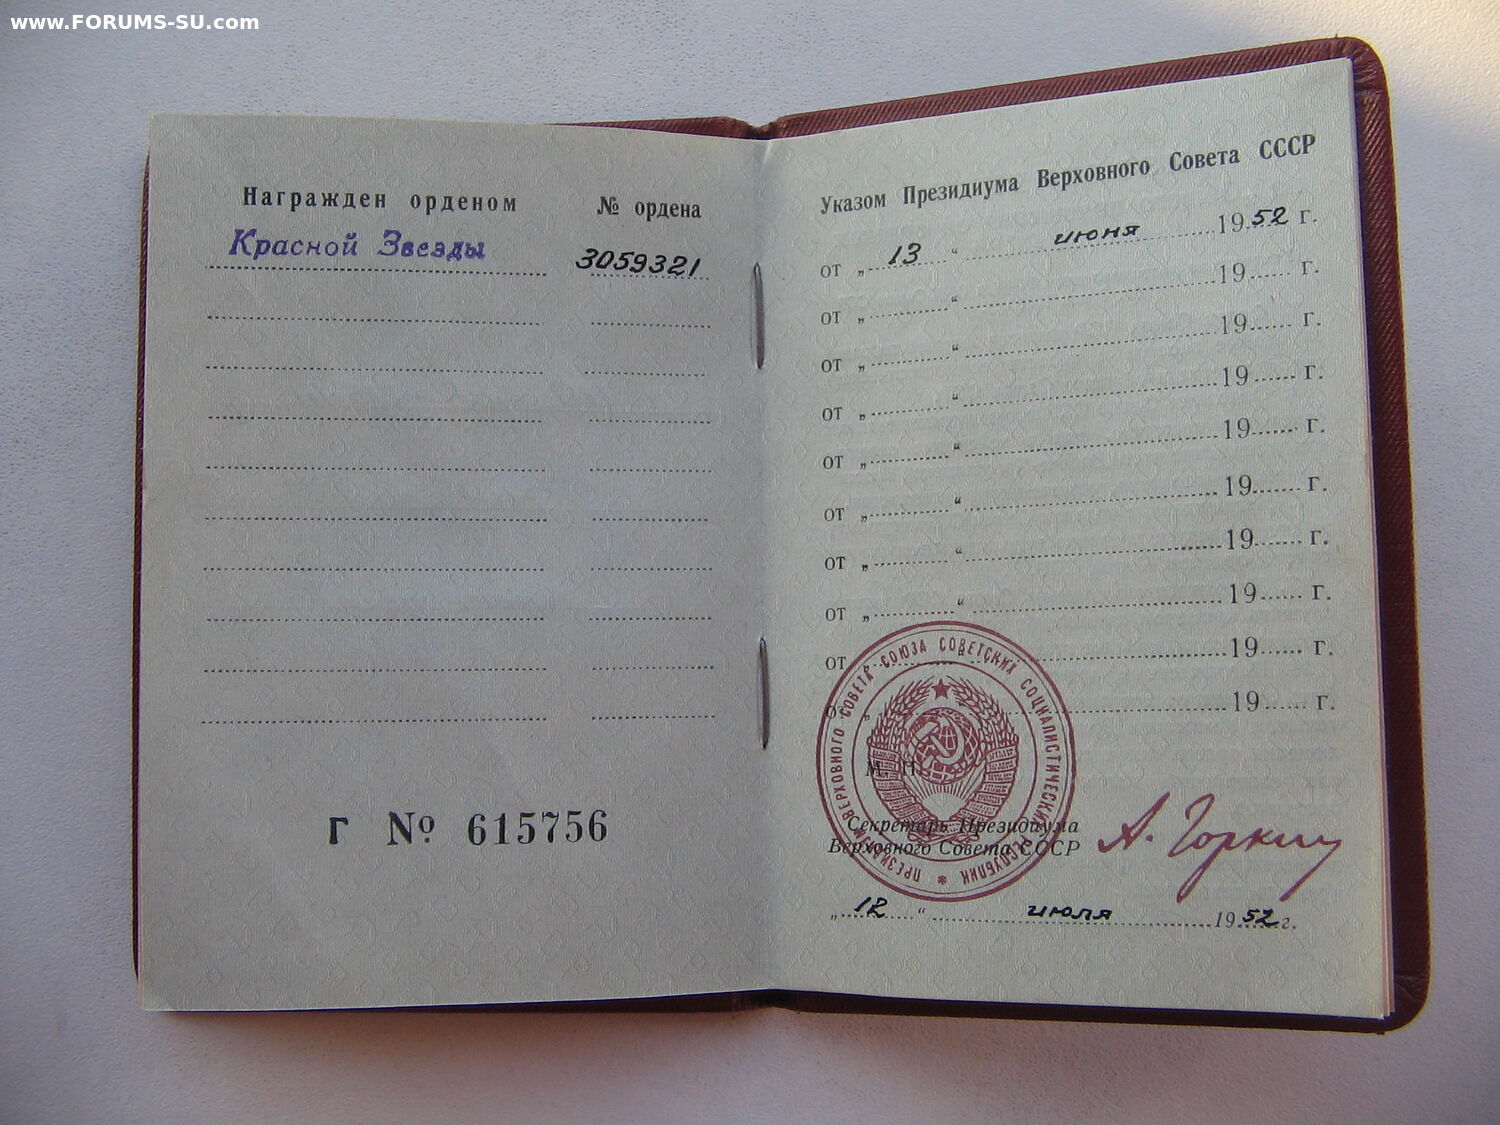 www.FORUMS-SU.com
Награжден орденом № ордена
Красной Звезды 3059321
Г № 615756
Указом Президиума Верховного Совета СССР
от „ 13 “ июня 1952 г.
от „ “ 19 г.
от „ “ 19 г.
от „ “ 19 г.
от „ “ 19 г.
от „ “ 19 г.
от „ “ 19 г.
от „ “ 19 г.
от „ “ 19 г.
от „ “ 19 г.
ПРЕЗИДИУМ ВЕРХОВНОГО СОВЕТА СОЮЗА СОВЕТСКИХ СОЦИАЛИСТИЧЕСКИХ РЕСПУБЛИК
М. П.
Секретарь Президиума
Верховного Совета СССР А. Горкин
„ 12 “ июля 1952 г.